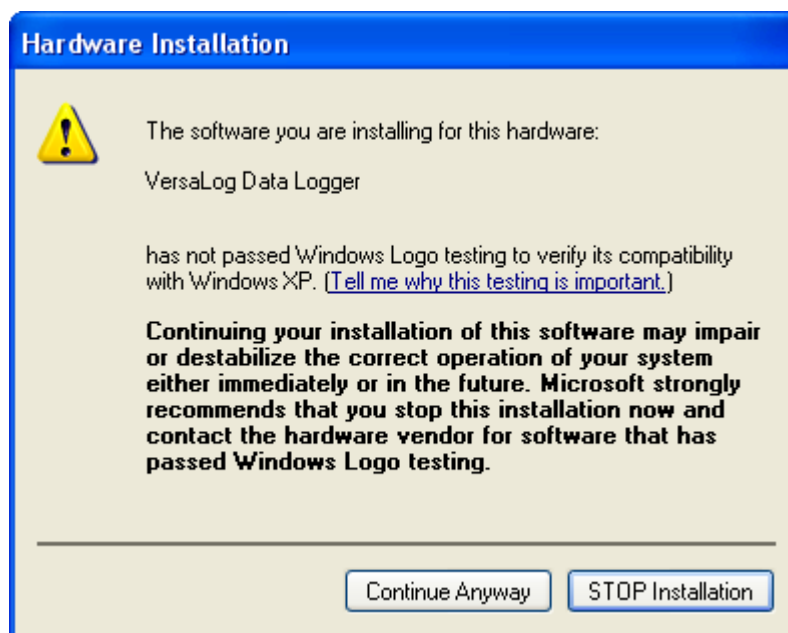 Hardware Installation
The software you are installing for this hardware:
VersaLog Data Logger
has not passed Windows Logo testing to verify its compatibility
with Windows XP. (Tell me why this testing is important.)
Continuing your installation of this software may impair
or destabilize the correct operation of your system
either immediately or in the future. Microsoft strongly
recommends that you stop this installation now and
contact the hardware vendor for software that has
passed Windows Logo testing.
Continue Anyway
STOP Installation